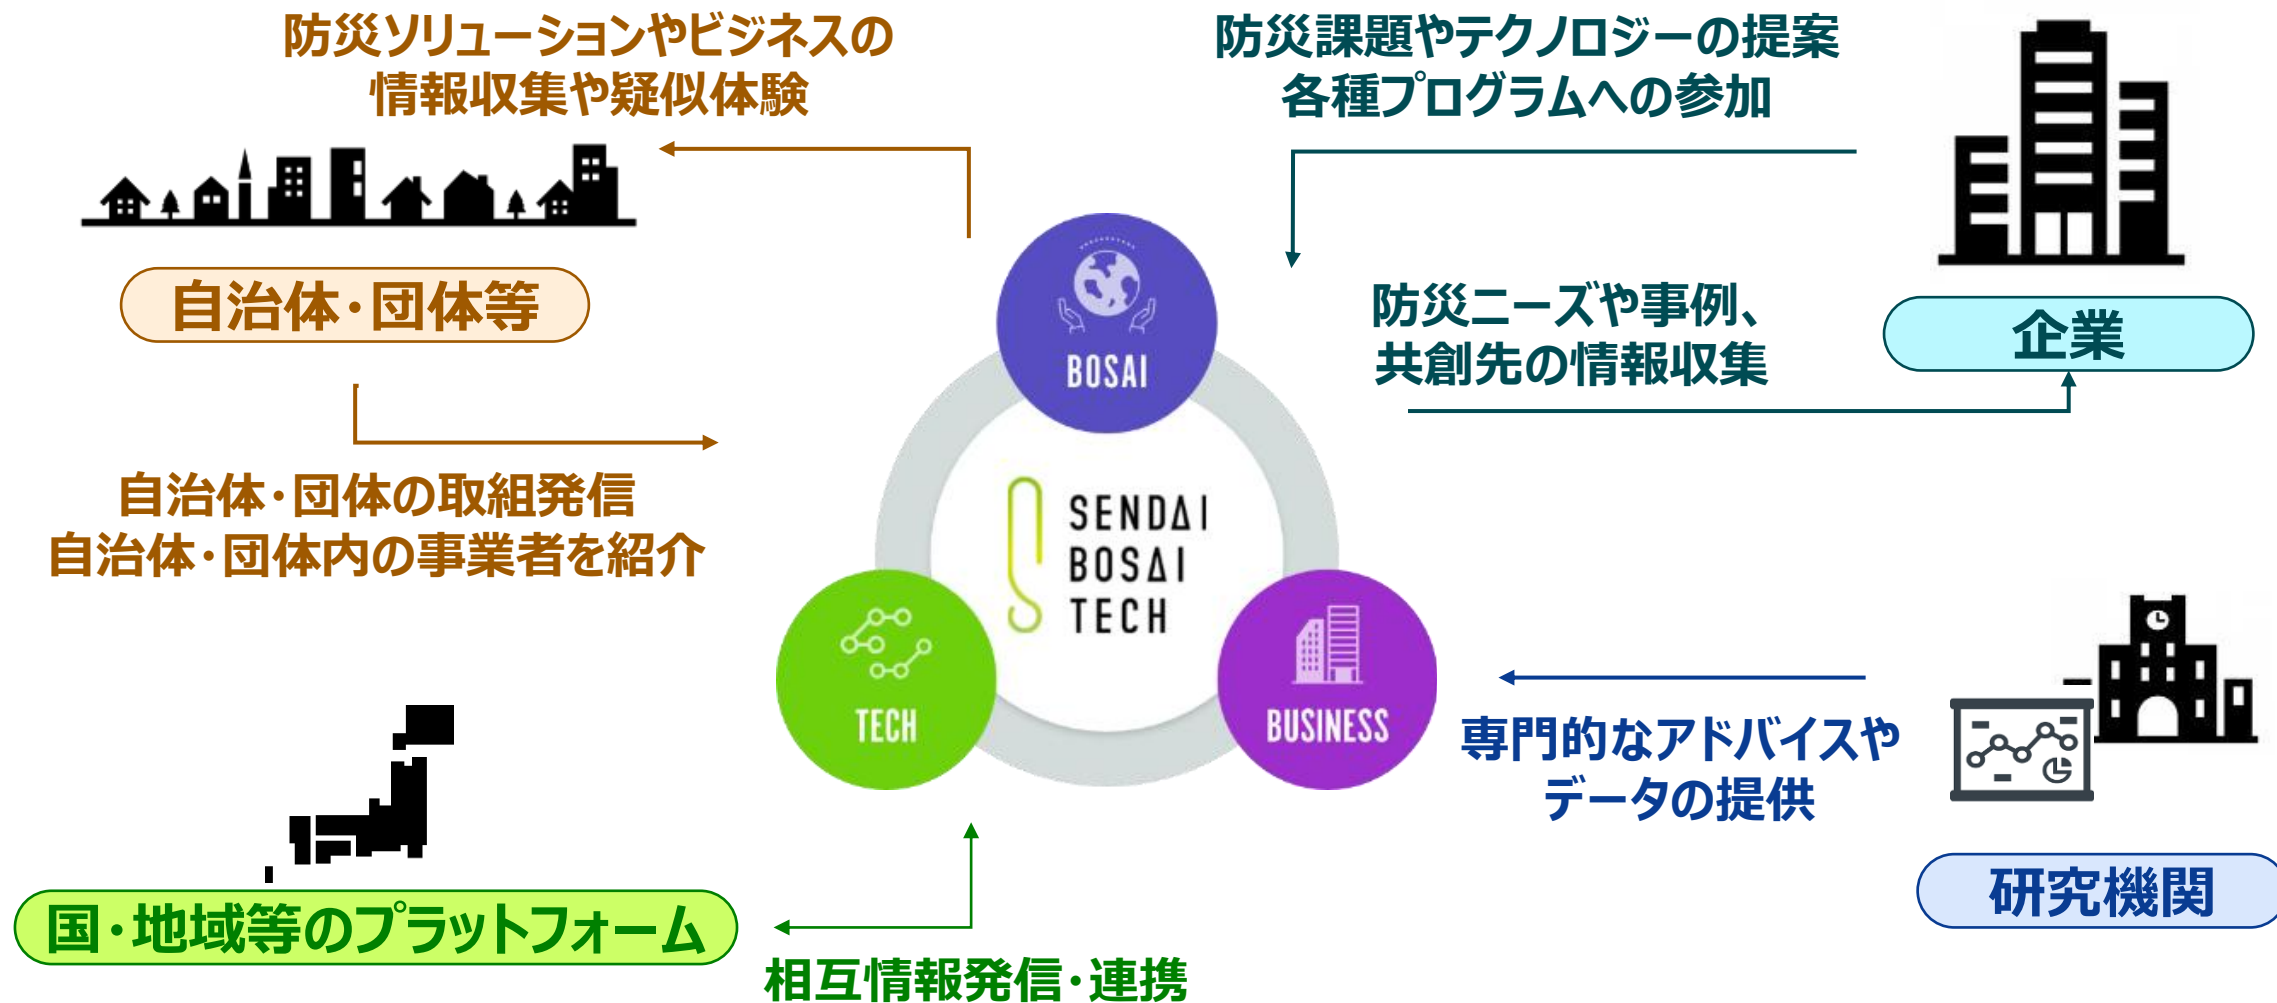 防災ソリューションやビジネスの
情報収集や疑似体験
自治体・団体等
自治体・団体の取組発信
自治体・団体内の事業者を紹介
防災課題やテクノロジーの提案
各種プログラムへの参加
企業
防災ニーズや事例、
共創先の情報収集
BOSAI
SENDAI
BOSAI
TECH
TECH
BUSINESS
専門的なアドバイスや
データの提供
研究機関
国・地域等のプラットフォーム
相互情報発信・連携